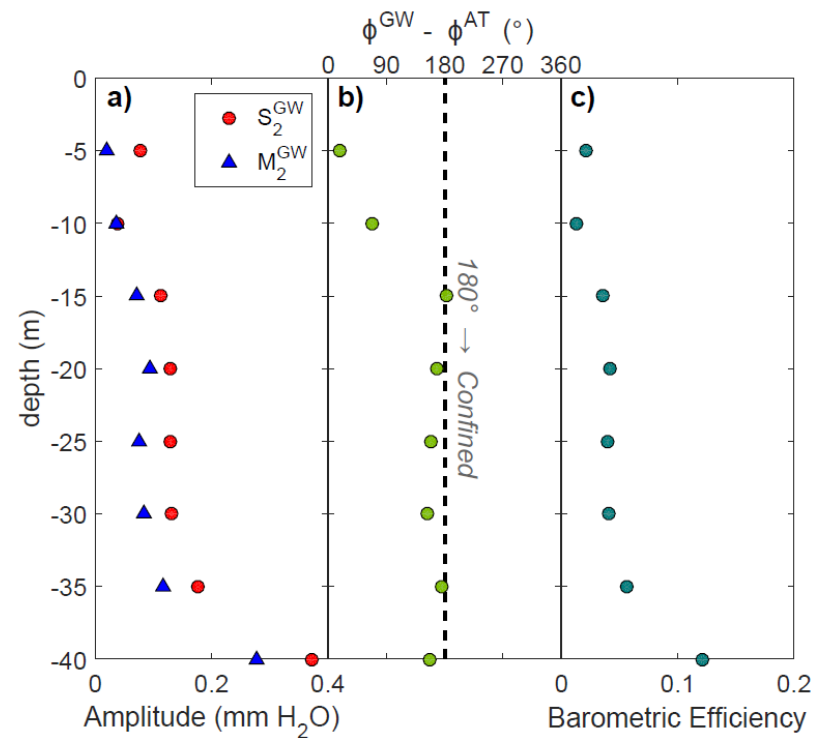 ϕ^GW - ϕ^AT (°)
0 90 180 270 360
a) b) c)
S_2^GW
M_2^GW
180° → Confined
depth (m)
0
-5
-10
-15
-20
-25
-30
-35
-40
0 0.2 0.4 0 0.1 0.2
Amplitude (mm H_2O) Barometric Efficiency